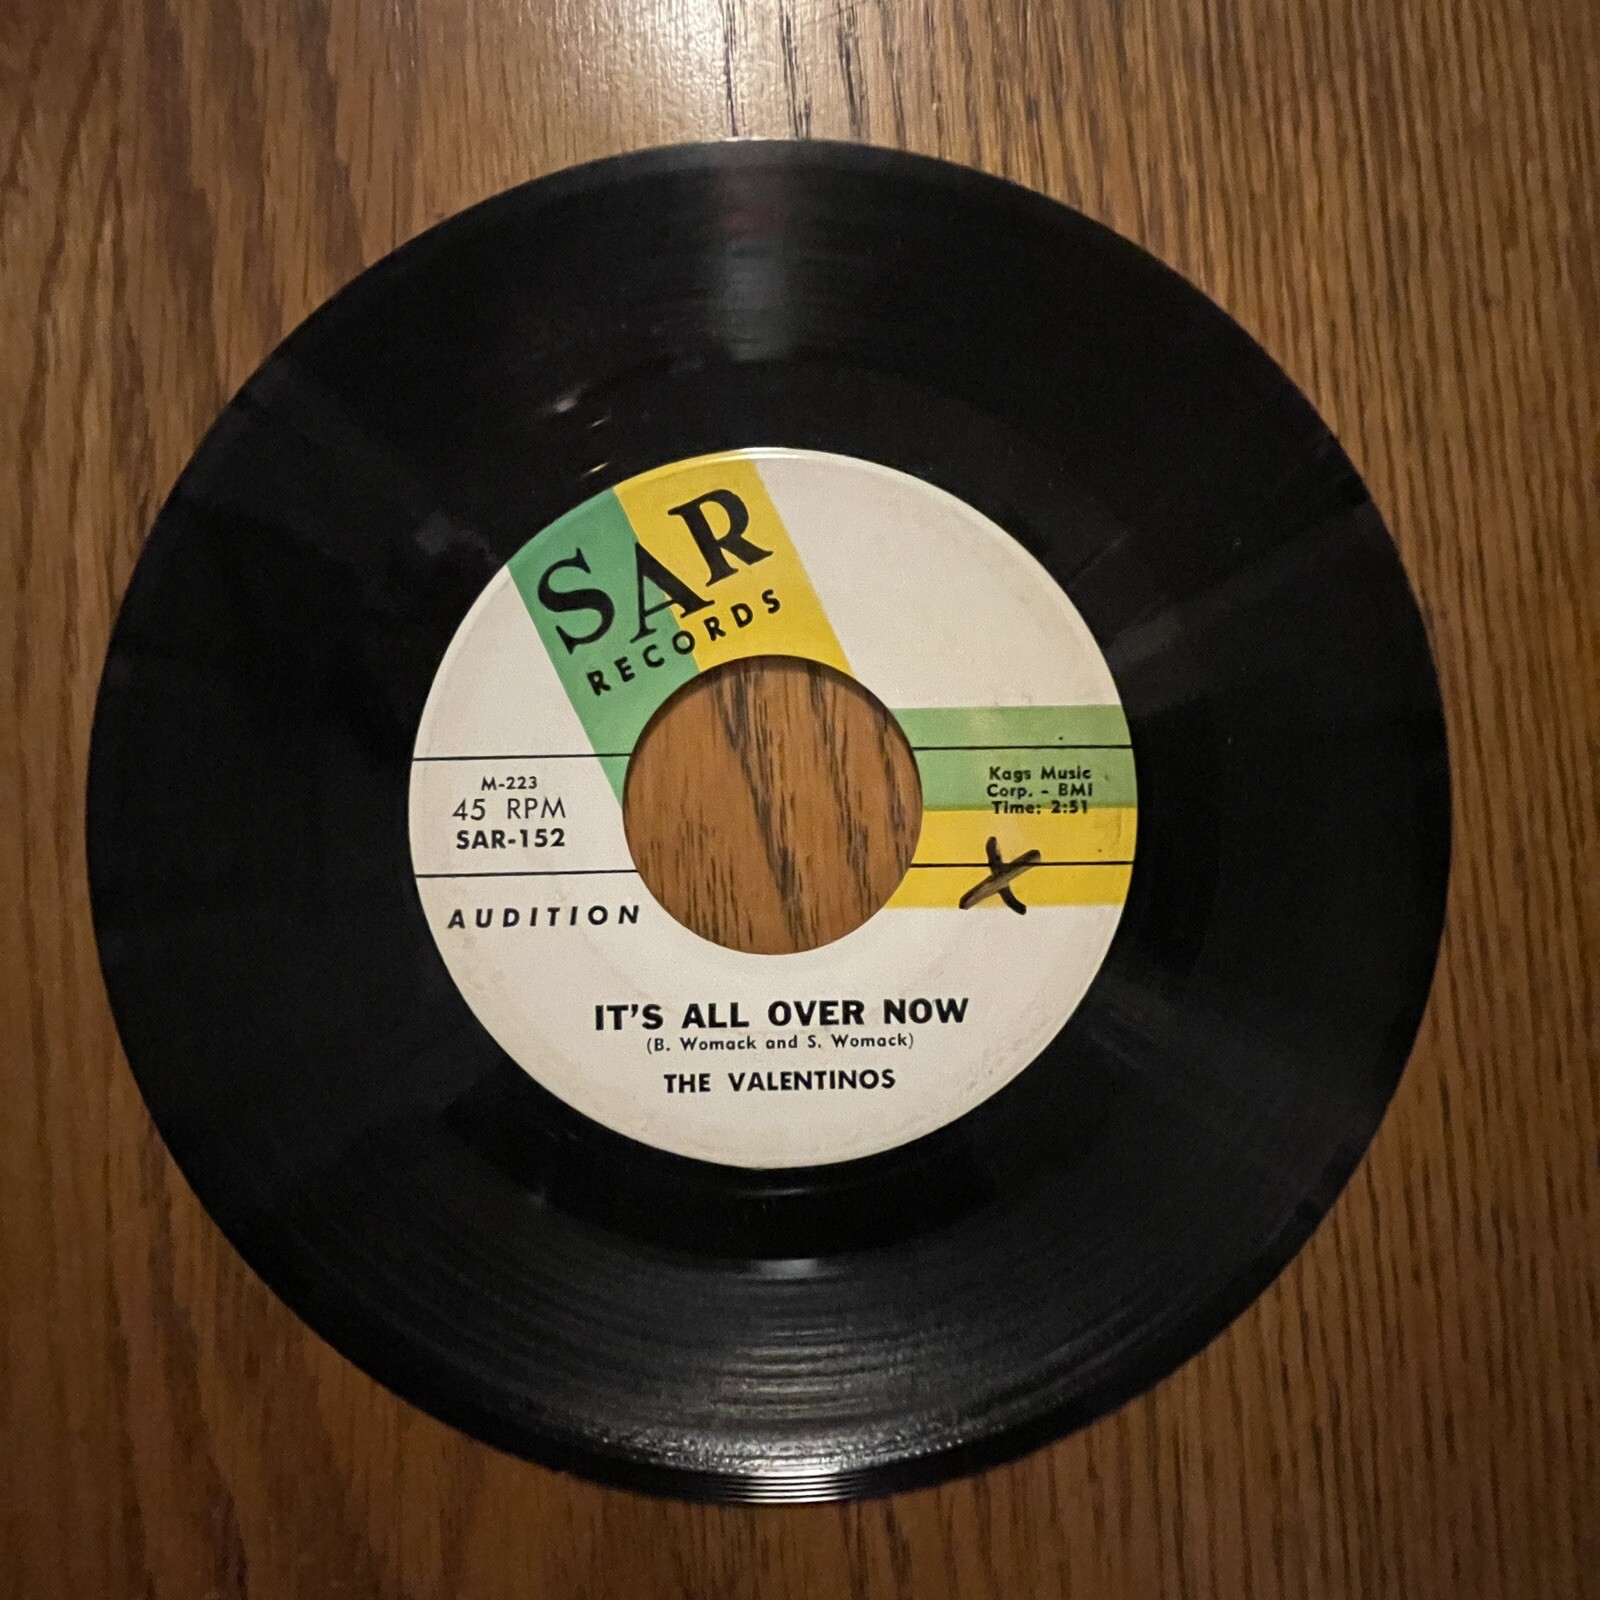 SAR
RECORDS
M-223
45 RPM
SAR-152
Kags Music
Corp. - BMI
Time: 2:51
X
AUDITION
IT'S ALL OVER NOW
(B. Womack and S. Womack)
THE VALENTINOS